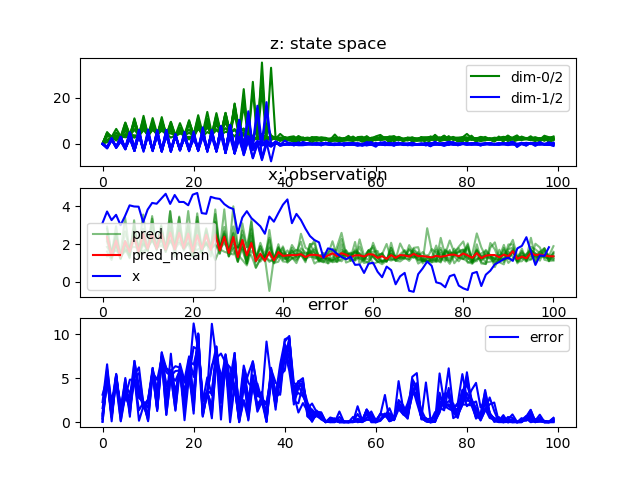 z: state space
20
0
dim-0/2
dim-1/2
0 20 40 60 80 100
x: observation
4
2
0
pred
pred_mean
x
0 20 40 60 80 100
error
10
5
0
error
0 20 40 60 80 100